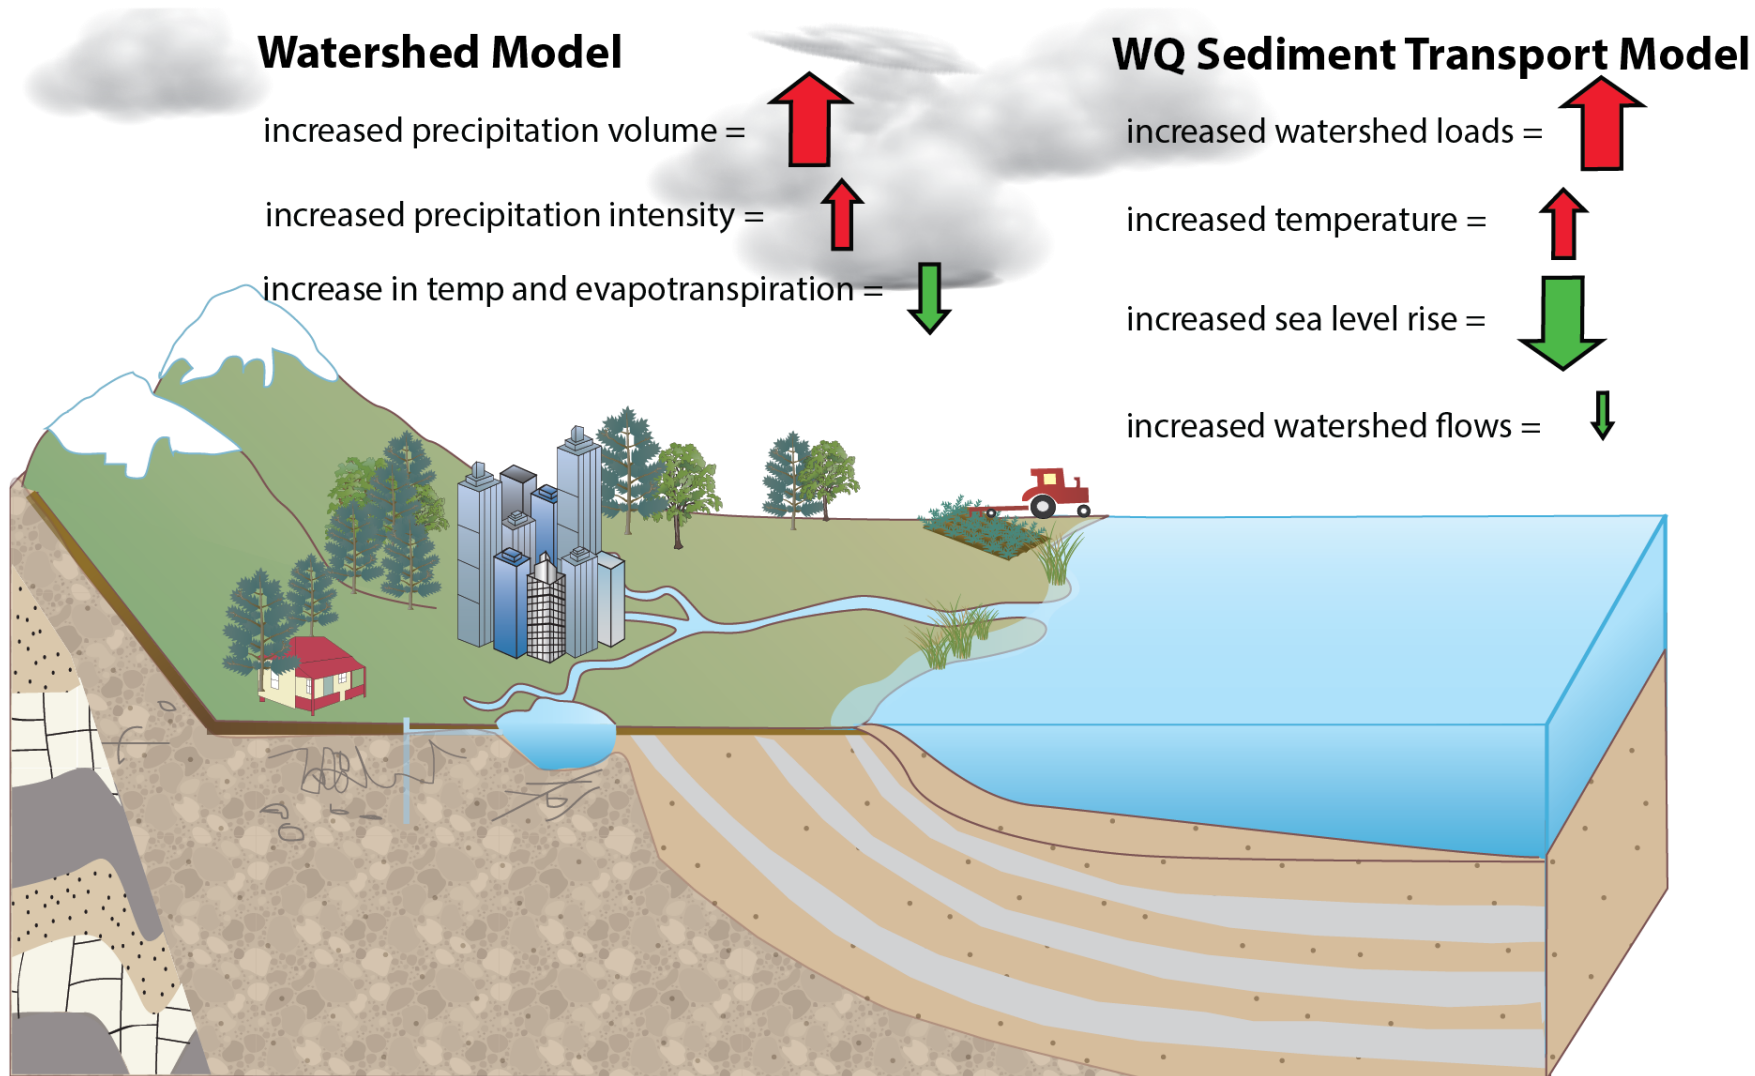 Watershed Model
increased precipitation volume =
increased precipitation intensity =
increase in temp and evapotranspiration =
WQ Sediment Transport Model
increased watershed loads =
increased temperature =
increased sea level rise =
increased watershed flows =